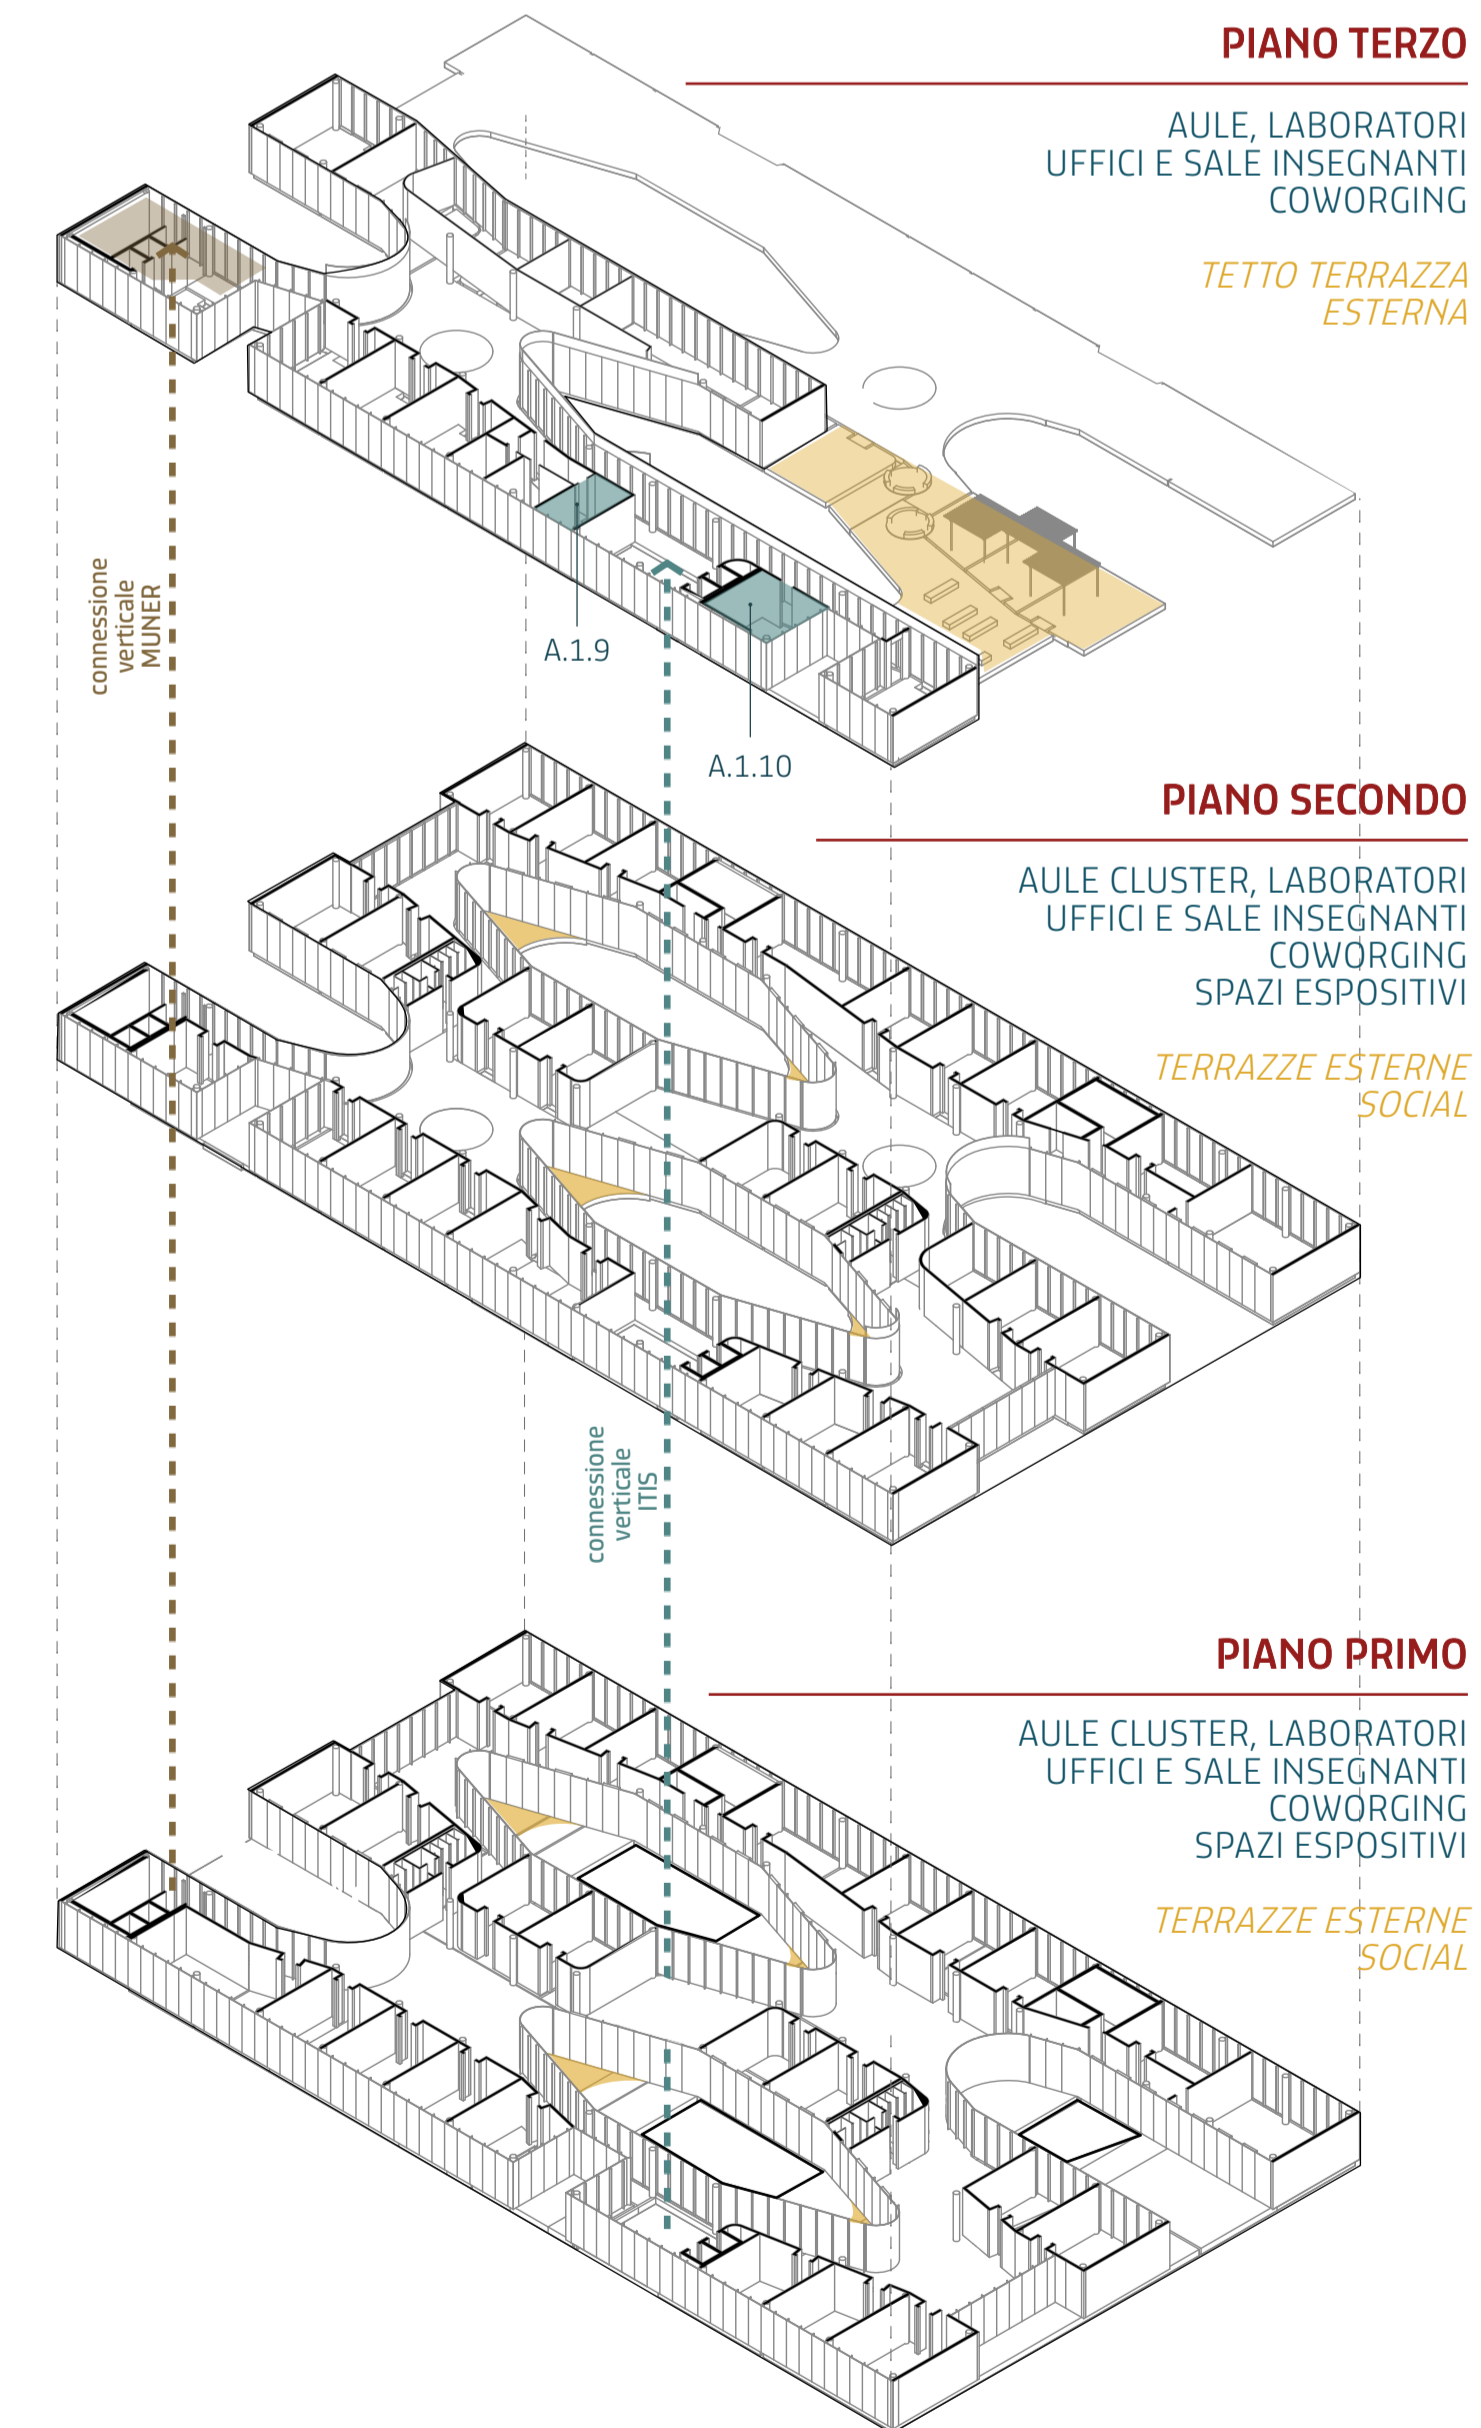 PIANO TERZO
AULE, LABORATORI
UFFICI E SALE INSEGNANTI
COWORGING
TETTO TERRAZZA
ESTERNA
connessione
verticale
MUNER
A.1.9
A.1.10
PIANO SECONDO
AULE CLUSTER, LABORATORI
UFFICI E SALE INSEGNANTI
COWORGING
SPAZI ESPOSITIVI
TERRAZZE ESTERNE
SOCIAL
connessione
verticale
ITIS
PIANO PRIMO
AULE CLUSTER, LABORATORI
UFFICI E SALE INSEGNANTI
COWORGING
SPAZI ESPOSITIVI
TERRAZZE ESTERNE
SOCIAL